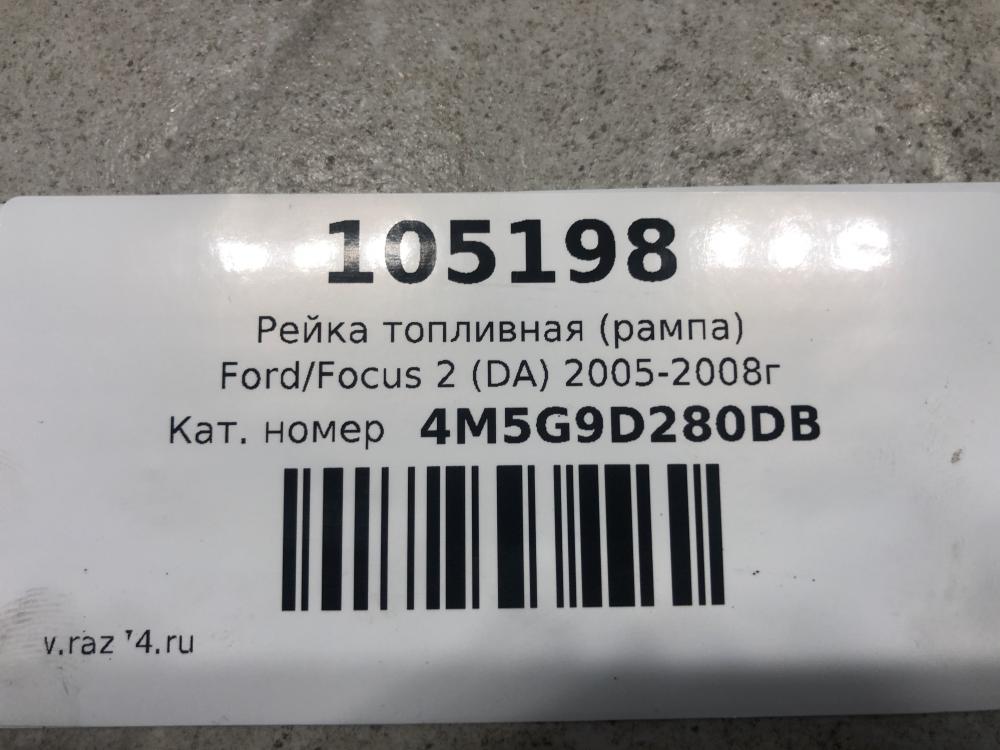 105198
Рейка топливная (рампа)
Ford/Focus 2 (DA) 2005-2008г
Кат. номер 4M5G9D280DB